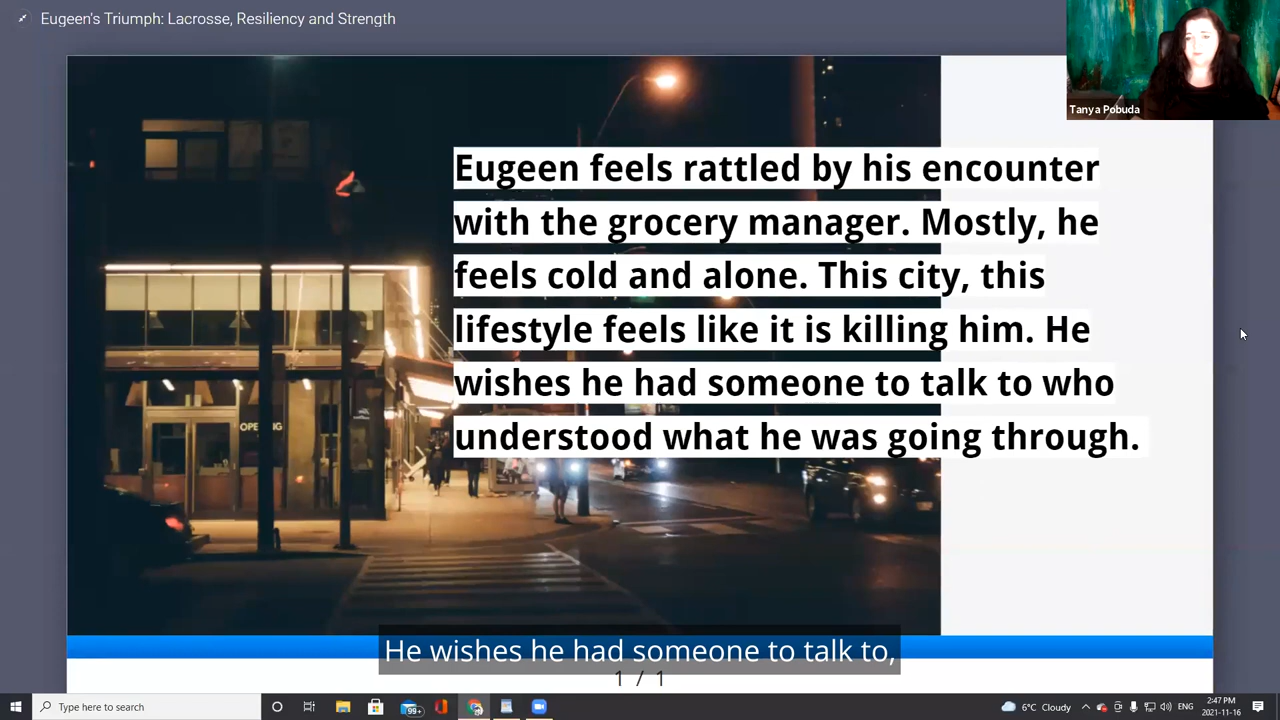 Eugeen's Triumph: Lacrosse, Resiliency and Strength
Tanya Pobuda
Eugeen feels rattled by his encounter
with the grocery manager. Mostly, he
feels cold and alone. This city, this
lifestyle feels like it is killing him. He
wishes he had someone to talk to who
understood what he was going through.
OPENING
He wishes he had someone to talk to,
1 / 1
Type here to search
99+
6°C Cloudy
ENG
2:47 PM
2021-11-16